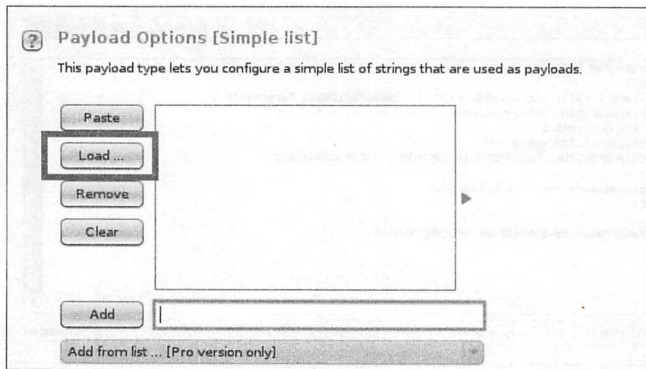 ?
Payload Options [Simple list]
This payload type lets you configure a simple list of strings that are used as payloads.
Paste
Load ...
Remove
Clear
Add
Add from list ... [Pro version only]